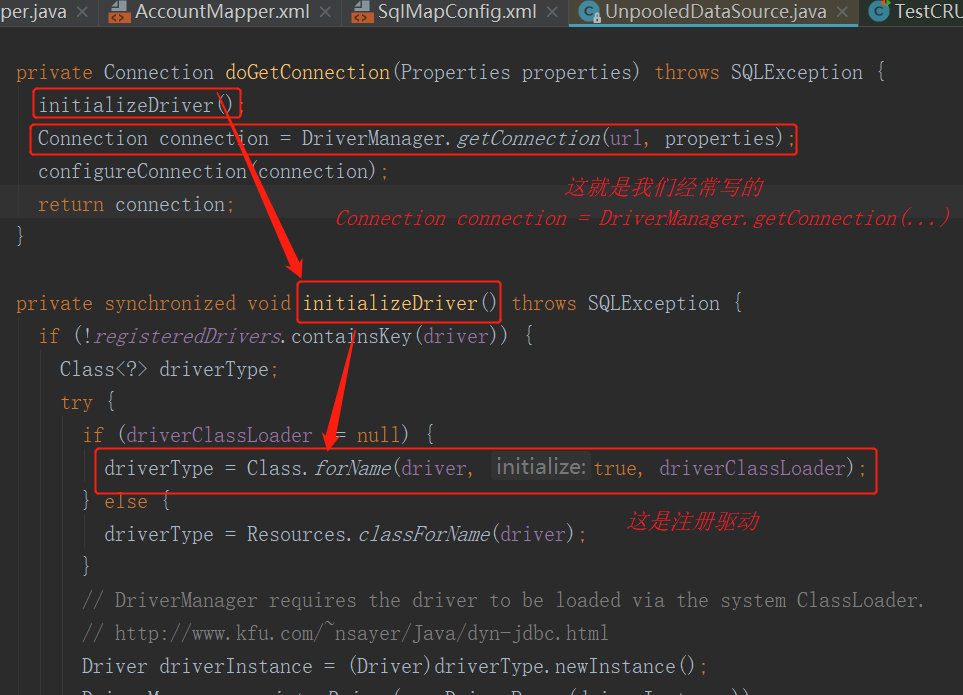 per.java × AccountMapper.xml × SqlMapConfig.xml × UnpooledDataSource.java × TestCRU
private Connection doGetConnection(Properties properties) throws SQLException {
initializeDriver();
Connection connection = DriverManager.getConnection(url, properties);
configureConnection(connection);
这就是我们经常写的
return connection;
Connection connection = DriverManager.getConnection(...)
}
private synchronized void initializeDriver() throws SQLException {
if (!registeredDrivers.containsKey(driver)) {
Class<?> driverType;
try {
if (driverClassLoader = null) {
driverType = Class.forName(driver, initialize: true, driverClassLoader);
} else {
这是注册驱动
driverType = Resources.classForName(driver);
}
// DriverManager requires the driver to be loaded via the system ClassLoader.
// http://www.kfu.com/~nsayer/Java/dyn-jdbc.html
Driver driverInstance = (Driver)driverType.newInstance();